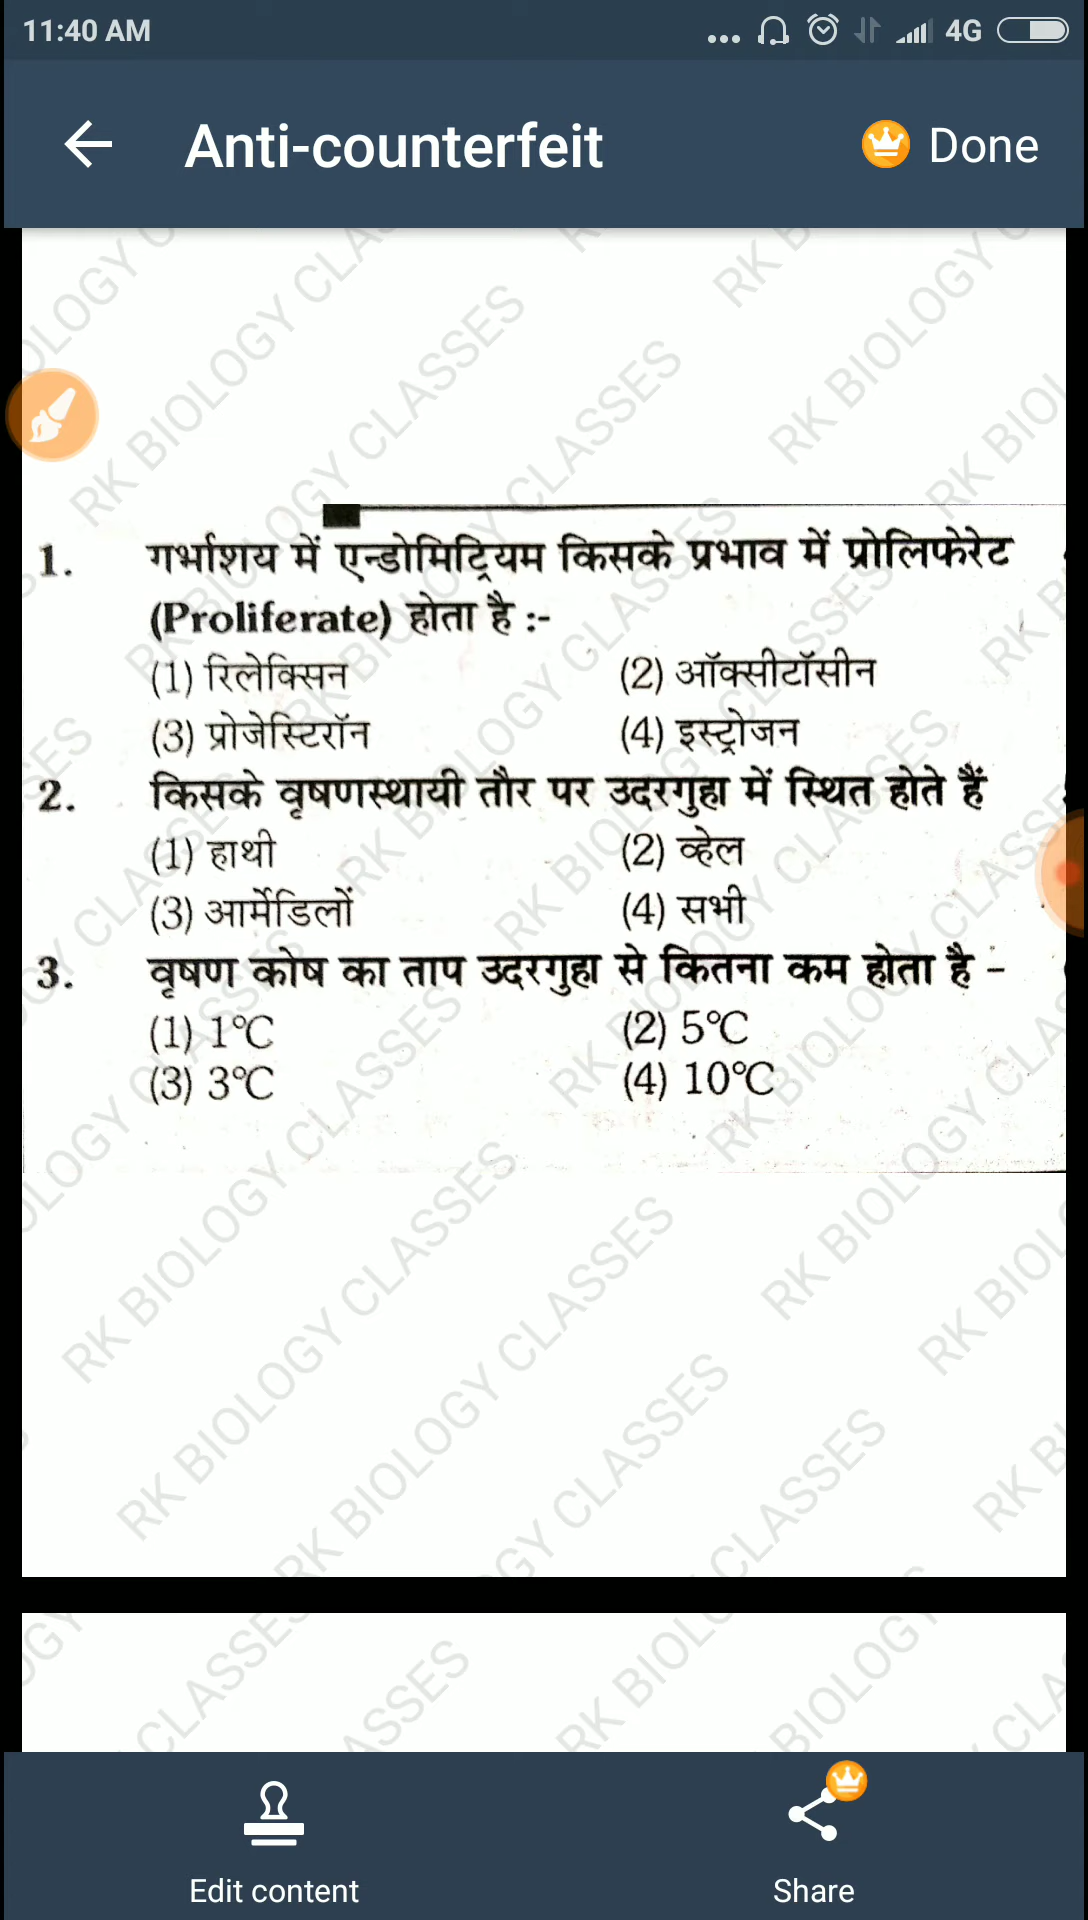 11:40 AM ... 4G
Anti-counterfeit Done
1. गर्भाशय में एन्डोमिट्रियम किसके प्रभाव में प्रोलिफेरेट
(Proliferate) होता है :-
(1) रिलेक्सिन (2) ऑक्सीटॉसीन
(3) प्रोजेस्टिरॉन (4) इस्ट्रोजन
2. किसके वृषणस्थायी तौर पर उदरगुहा में स्थित होते हैं
(1) हाथी (2) व्हेल
(3) आर्मेडिलों (4) सभी
3. वृषण कोष का ताप उदरगुहा से कितना कम होता है -
(1) 1°C (2) 5°C
(3) 3°C (4) 10°C
RK BIOLOGY CLASSES
Edit content Share